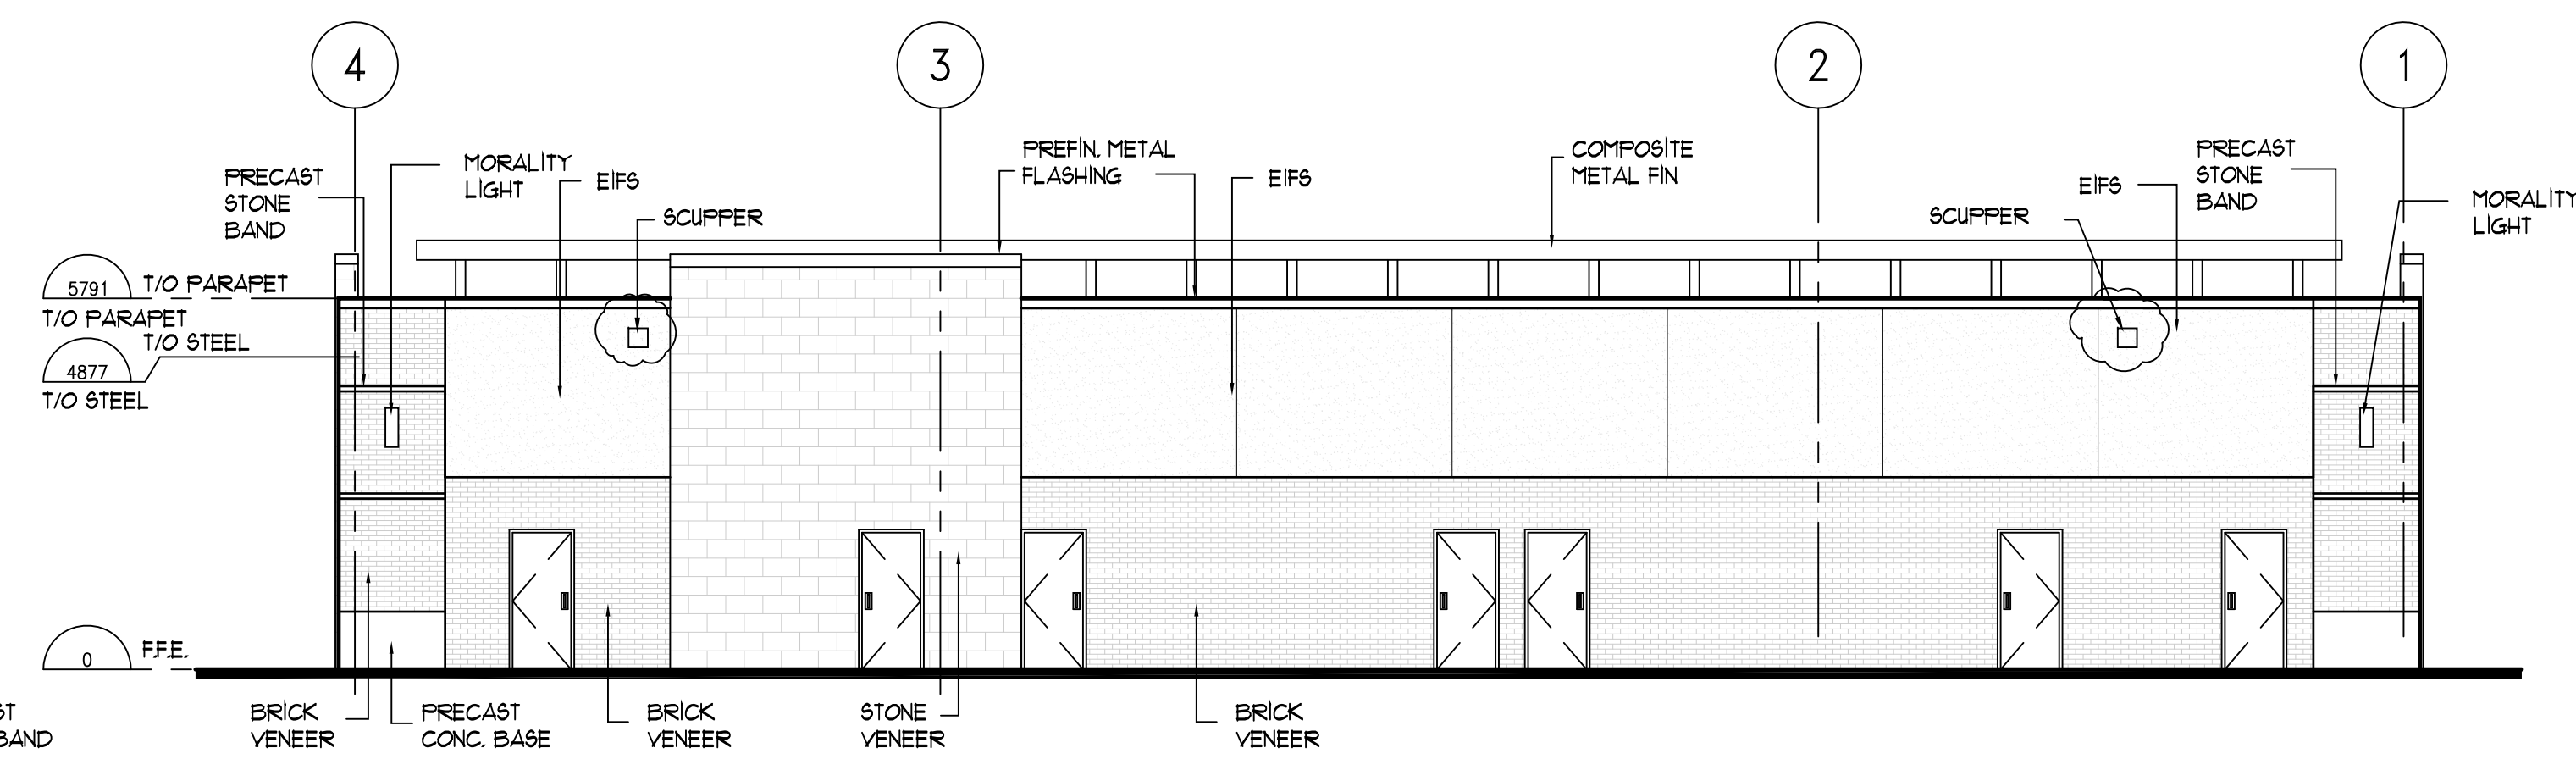 4
3
2
1
PRECAST
STONE
BAND
MORALITY
LIGHT
EIFS
SCUPPER
PREFIN. METAL
FLASHING
EIFS
COMPOSITE
METAL FIN
SCUPPER
EIFS
PRECAST
STONE
BAND
MORALITY
LIGHT
5791
T/O PARAPET
T/O PARAPET
T/O STEEL
4877
T/O STEEL
0
F.F.E.
ST
BAND
BRICK
VENEER
PRECAST
CONC. BASE
BRICK
VENEER
STONE
VENEER
BRICK
VENEER